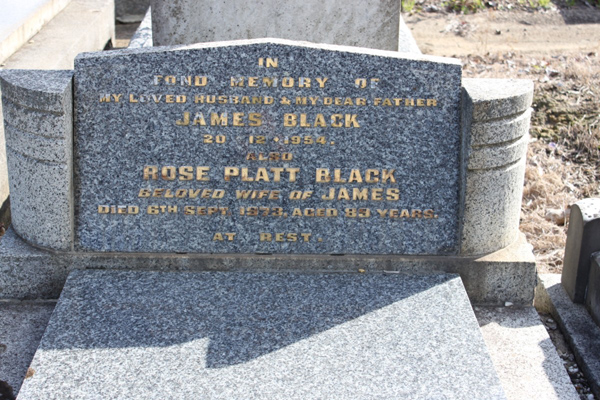 IN
FOND MEMORY OF
MY LOVED HUSBAND & MY DEAR FATHER
JAMES BLACK
20.12.1954.
ALSO
ROSE PLATT BLACK
BELOVED WIFE OF JAMES
DIED 6TH SEPT 1973, AGED 83 YEARS.
AT REST.